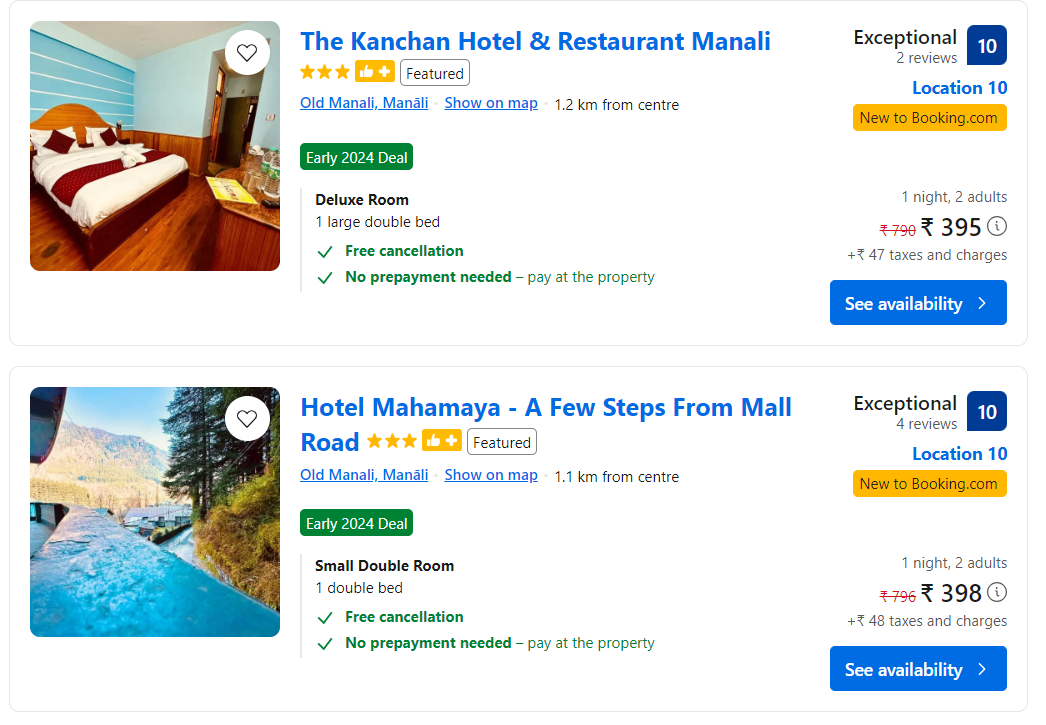 The Kanchan Hotel & Restaurant Manali
Featured
Old Manali, Manāli · Show on map · 1.2 km from centre
Early 2024 Deal
Deluxe Room
1 large double bed
Free cancellation
No prepayment needed – pay at the property
Exceptional 10
2 reviews
Location 10
New to Booking.com
1 night, 2 adults
₹ 790 ₹ 395
+₹ 47 taxes and charges
See availability
Hotel Mahamaya - A Few Steps From Mall
Road Featured
Old Manali, Manāli · Show on map · 1.1 km from centre
Early 2024 Deal
Small Double Room
1 double bed
Free cancellation
No prepayment needed – pay at the property
Exceptional 10
4 reviews
Location 10
New to Booking.com
1 night, 2 adults
₹ 796 ₹ 398
+₹ 48 taxes and charges
See availability